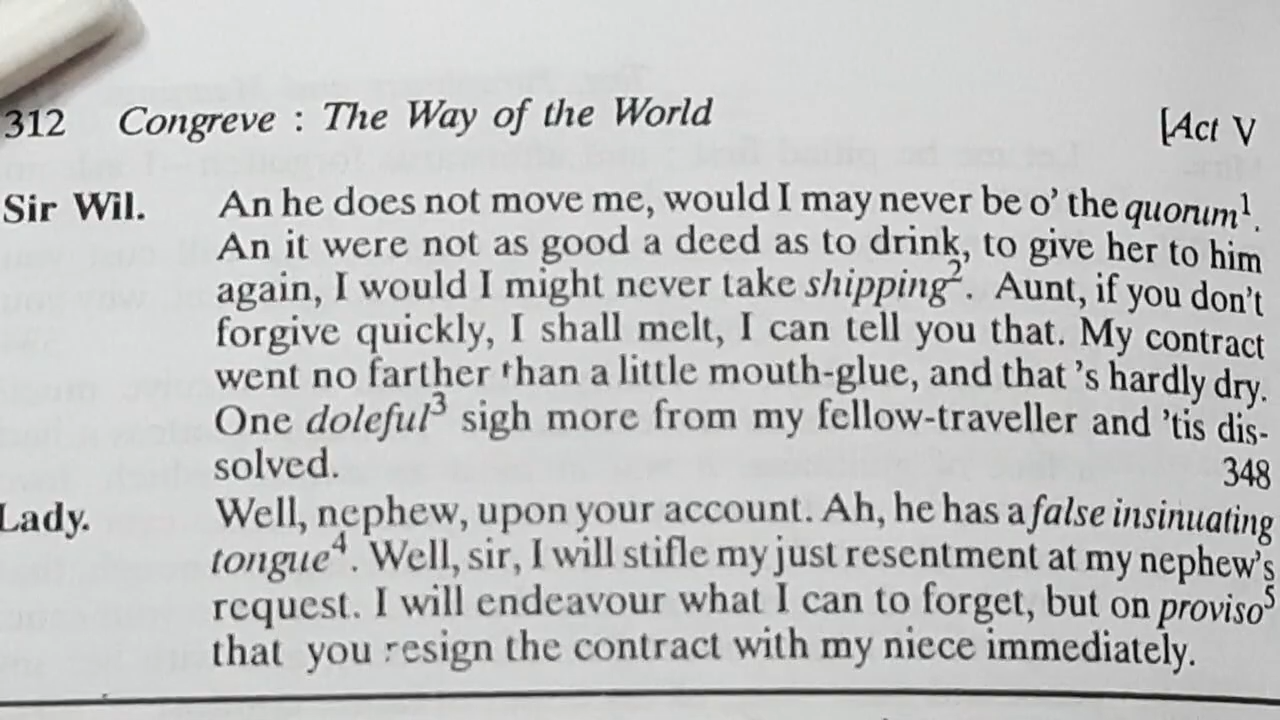 312 Congreve : The Way of the World [Act V
Sir Wil. An he does not move me, would I may never be o' the quorum1.
An it were not as good a deed as to drink, to give her to him
again, I would I might never take shipping2. Aunt, if you don't
forgive quickly, I shall melt, I can tell you that. My contract
went no farther than a little mouth-glue, and that 's hardly dry.
One doleful3 sigh more from my fellow-traveller and 'tis dis-
solved. 348
Lady. Well, nephew, upon your account. Ah, he has a false insinuating
tongue4. Well, sir, I will stifle my just resentment at my nephew's
request. I will endeavour what I can to forget, but on proviso5
that you resign the contract with my niece immediately.